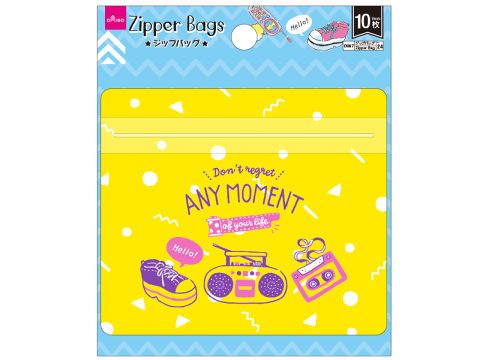 DAISO
Zipper Bags
★ジップバッグ★
Hello!
10
枚
Don't regret
ANY MOMENT
of your life
Hello!